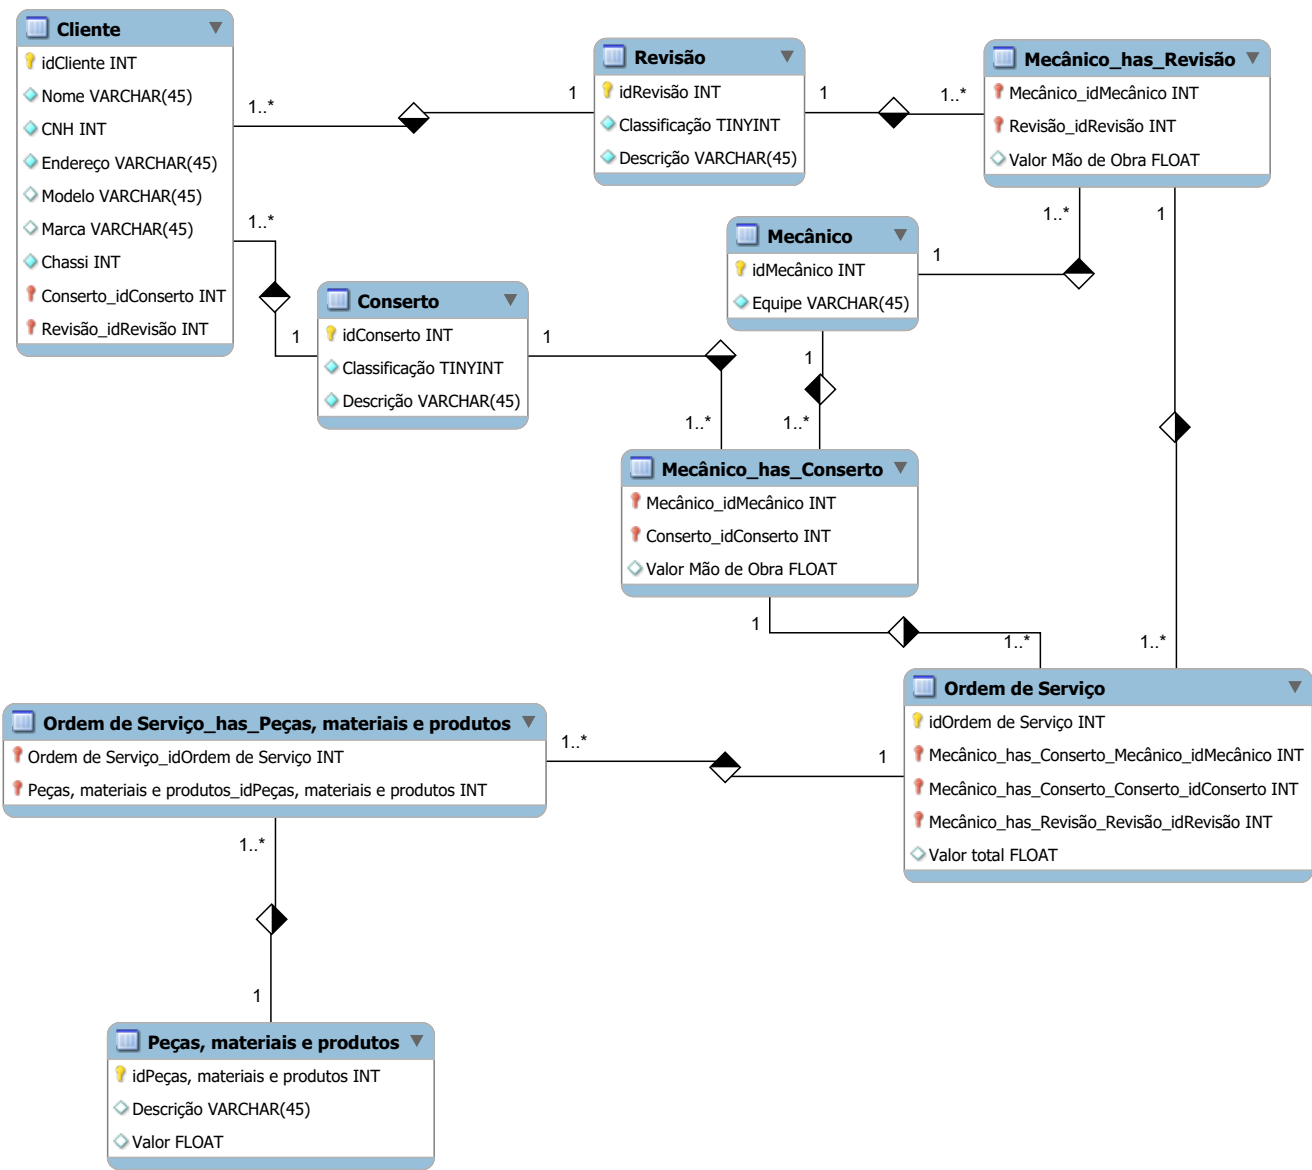 Cliente
idCliente INT
Nome VARCHAR(45)
CNH INT
Endereço VARCHAR(45)
Modelo VARCHAR(45)
Marca VARCHAR(45)
Chassi INT
Conserto_idConserto INT
Revisão_idRevisão INT
1..*
1
Revisão
idRevisão INT
Classificação TINYINT
Descrição VARCHAR(45)
1
1..*
Mecânico_has_Revisão
Mecânico_idMecânico INT
Revisão_idRevisão INT
Valor Mão de Obra FLOAT
1..*
1
1..*
1
Mecânico
idMecânico INT
Equipe VARCHAR(45)
1
1
1..*
Conserto
idConserto INT
Classificação TINYINT
Descrição VARCHAR(45)
1
1..*
Mecânico_has_Conserto
Mecânico_idMecânico INT
Conserto_idConserto INT
Valor Mão de Obra FLOAT
1
1..*
1..*
1
Ordem de Serviço
idOrdem de Serviço INT
Mecânico_has_Conserto_Mecânico_idMecânico INT
Mecânico_has_Conserto_Conserto_idConserto INT
Mecânico_has_Revisão_Revisão_idRevisão INT
Valor total FLOAT
Ordem de Serviço_has_Peças, materiais e produtos
Ordem de Serviço_idOrdem de Serviço INT
Peças, materiais e produtos_idPeças, materiais e produtos INT
1..*
1
1..*
1
Peças, materiais e produtos
idPeças, materiais e produtos INT
Descrição VARCHAR(45)
Valor FLOAT